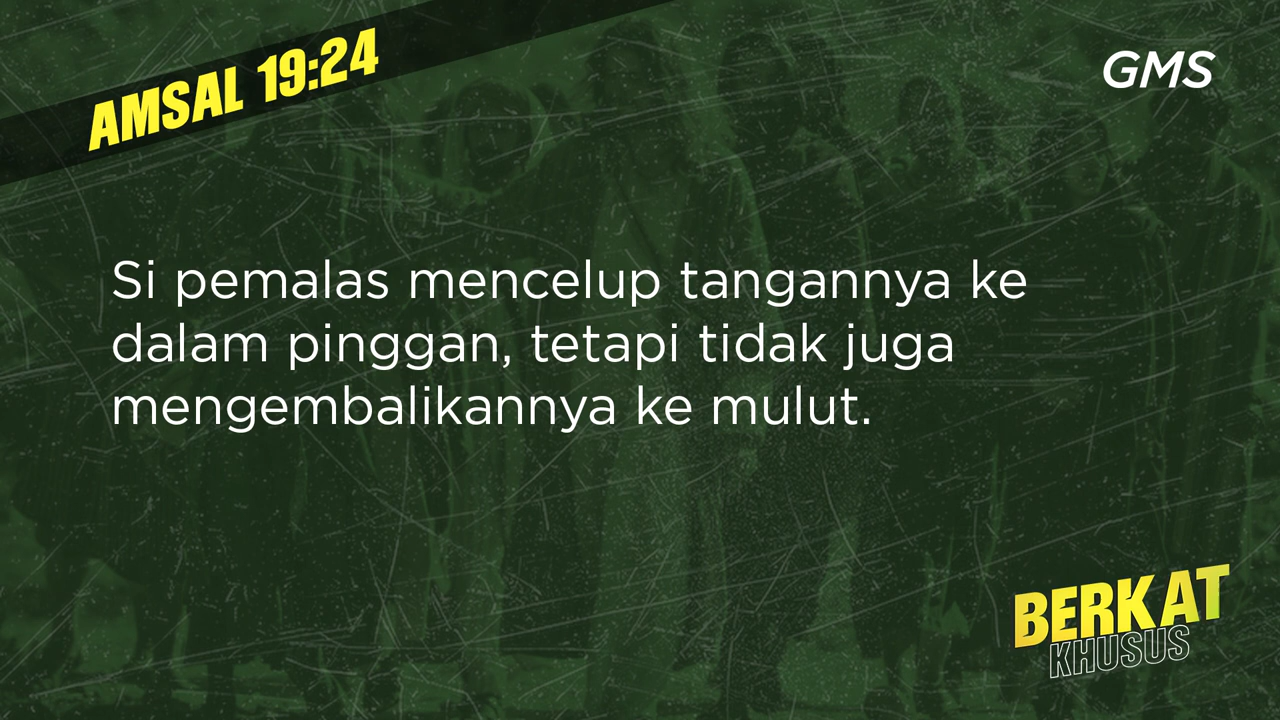 AMSAL 19:24
GMS
Si pemalas mencelup tangannya ke
dalam pinggan, tetapi tidak juga
mengembalikannya ke mulut.
BERKAT
KHUSUS